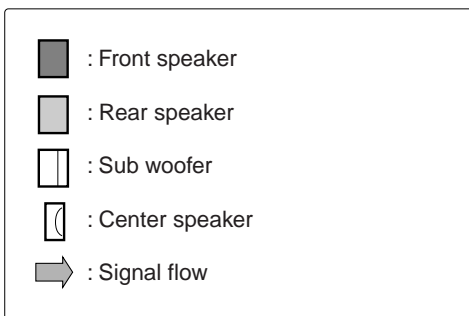 : Front speaker
: Rear speaker
: Sub woofer
: Center speaker
: Signal flow